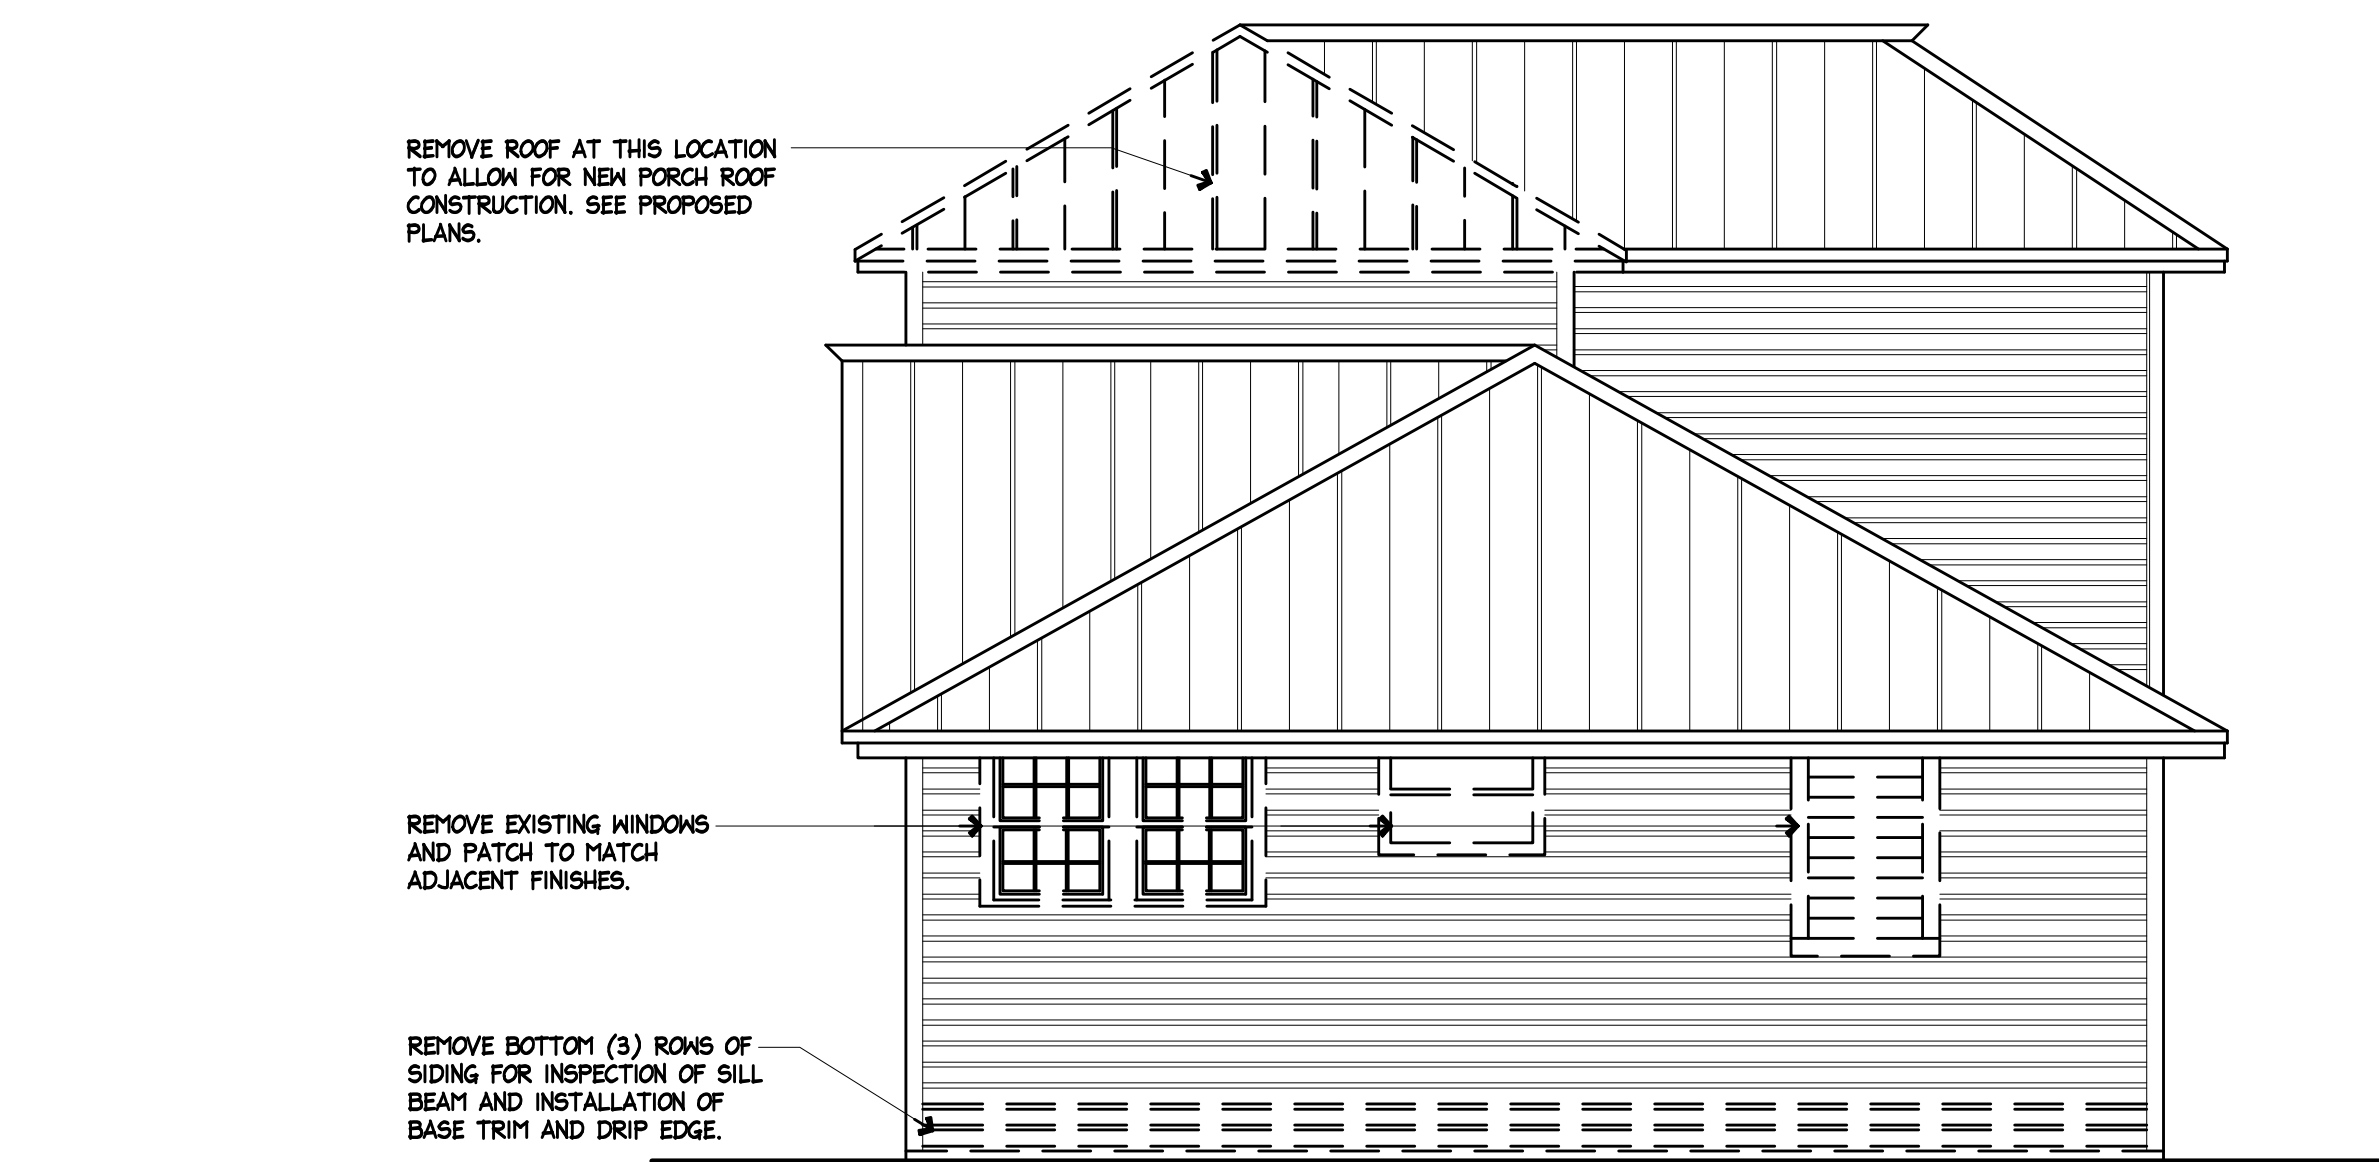 REMOVE ROOF AT THIS LOCATION
TO ALLOW FOR NEW PORCH ROOF
CONSTRUCTION. SEE PROPOSED
PLANS.
REMOVE EXISTING WINDOWS
AND PATCH TO MATCH
ADJACENT FINISHES.
REMOVE BOTTOM (3) ROWS OF
SIDING FOR INSPECTION OF SILL
BEAM AND INSTALLATION OF
BASE TRIM AND DRIP EDGE.